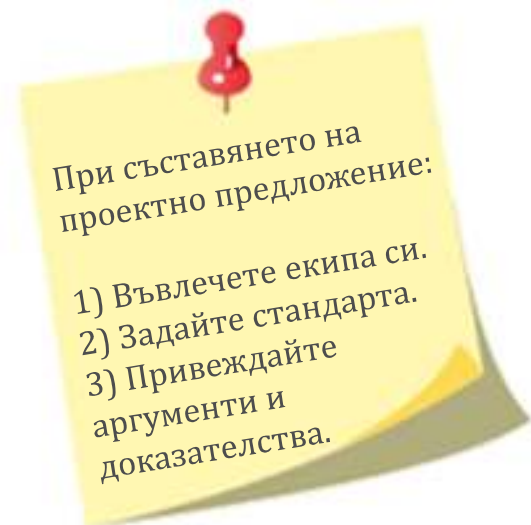 При съставянето на
проектно предложение:
1) Въвлечете екипа си.
2) Задайте стандарта.
3) Привеждайте
аргументи и
доказателства.